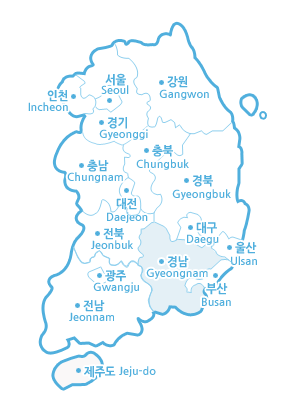 서울
Seoul
인천
Incheon
강원
Gangwon
경기
Gyeonggi
충북
Chungbuk
충남
Chungnam
경북
Gyeongbuk
대전
Daejeon
대구
Daegu
전북
Jeonbuk
울산
Ulsan
경남
Gyeongnam
광주
Gwangju
부산
Busan
전남
Jeonnam
제주도 Jeju-do